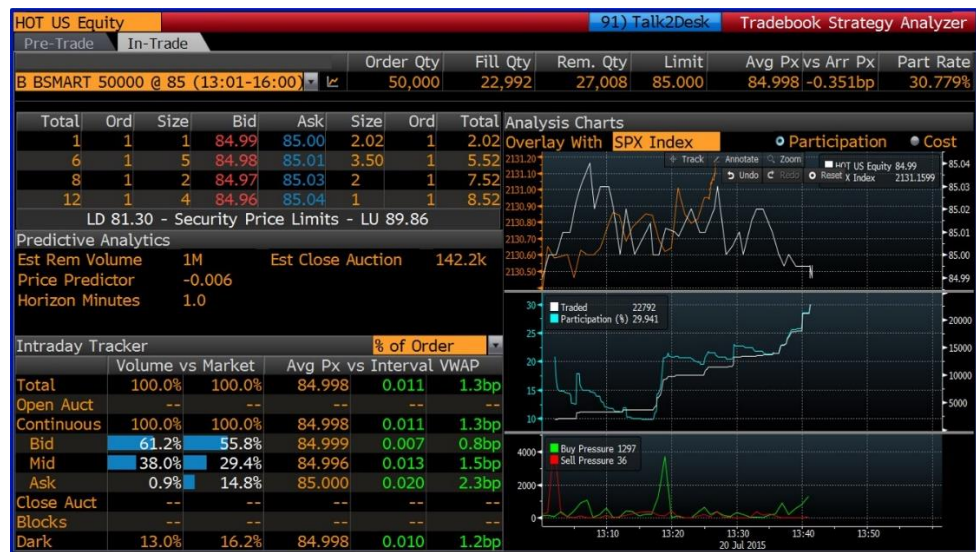 HOT US Equity 91) Talk2Desk Tradebook Strategy Analyzer
Pre-Trade In-Trade
Order Qty Fill Qty Rem. Qty Limit Avg Px vs Arr Px Part Rate
B BSMART 50000 @ 85 (13:01-16:00) 50,000 22,992 27,008 85.000 84.998 -0.351bp 30.779%
Total Ord Size Bid Ask Size Ord Total
1 1 1 84.99 85.00 2.02 1 2.02
6 1 5 84.98 85.01 3.50 1 5.52
8 1 2 84.97 85.03 2 1 7.52
12 1 4 84.96 85.04 1 1 8.52
LD 81.30 - Security Price Limits - LU 89.86
Predictive Analytics
Est Rem Volume 1M Est Close Auction 142.2k
Price Predictor -0.006
Horizon Minutes 1.0
Intraday Tracker % of Order
Volume vs Market Avg Px vs Interval VWAP
Total 100.0% 100.0% 84.998 0.011 1.3bp
Open Auct -- -- -- -- --
Continuous 100.0% 100.0% 84.998 0.011 1.3bp
Bid 61.2% 55.8% 84.999 0.007 0.8bp
Mid 38.0% 29.4% 84.996 0.013 1.5bp
Ask 0.9% 14.8% 85.000 0.020 2.3bp
Close Auct -- -- -- -- --
Blocks -- -- -- -- --
Dark 13.0% 16.2% 84.998 0.010 1.2bp
Analysis Charts
Overlay With SPX Index Participation Cost
Track Annotate Zoom
Undo Redo Reset
HOT US Equity 84.99
X Index 2131.1599
2131.20
2131.10
2131.00
2130.90
2130.80
2130.70
2130.60
2130.50
85.04
85.03
85.02
85.01
85.00
84.99
Traded 22792
Participation (%) 29.941
30
25
20
15
10
20000
15000
10000
5000
Buy Pressure 1297
Sell Pressure 36
4000
2000
0
13:10 13:20 13:30 13:40 13:50
20 Jul 2015